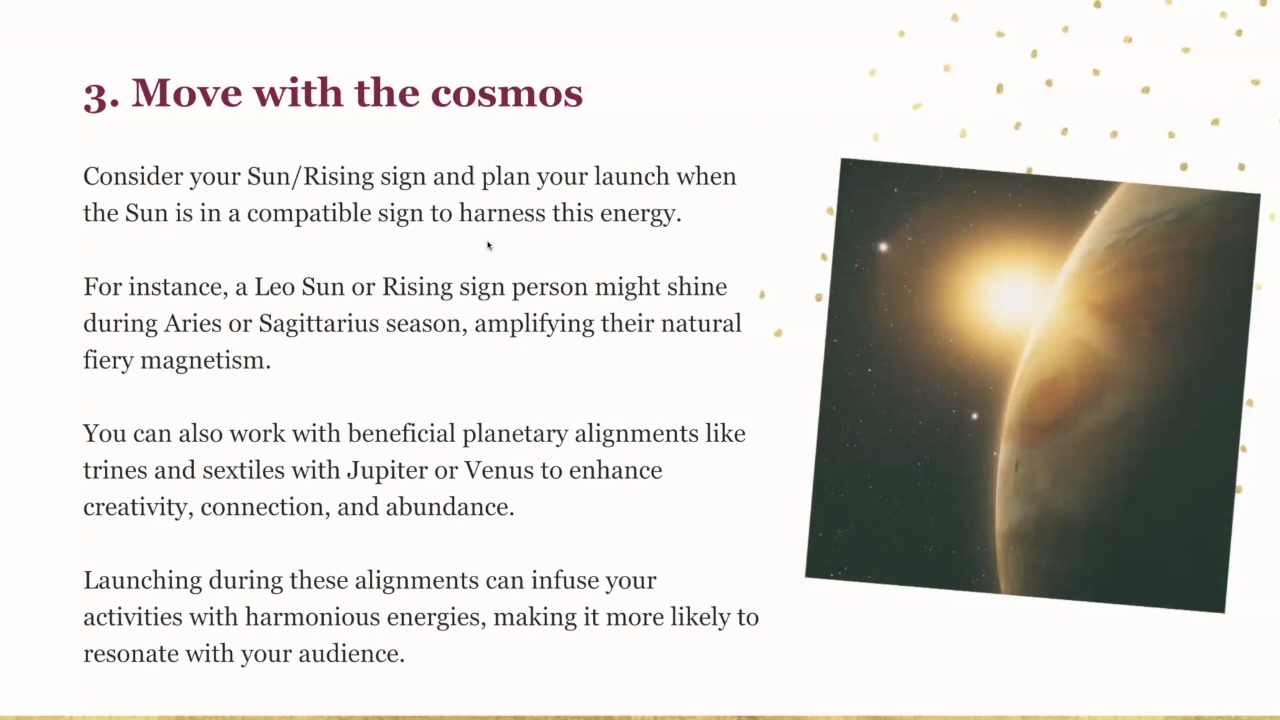 3. Move with the cosmos
Consider your Sun/Rising sign and plan your launch when
the Sun is in a compatible sign to harness this energy.
For instance, a Leo Sun or Rising sign person might shine
during Aries or Sagittarius season, amplifying their natural
fiery magnetism.
You can also work with beneficial planetary alignments like
trines and sextiles with Jupiter or Venus to enhance
creativity, connection, and abundance.
Launching during these alignments can infuse your
activities with harmonious energies, making it more likely to
resonate with your audience.